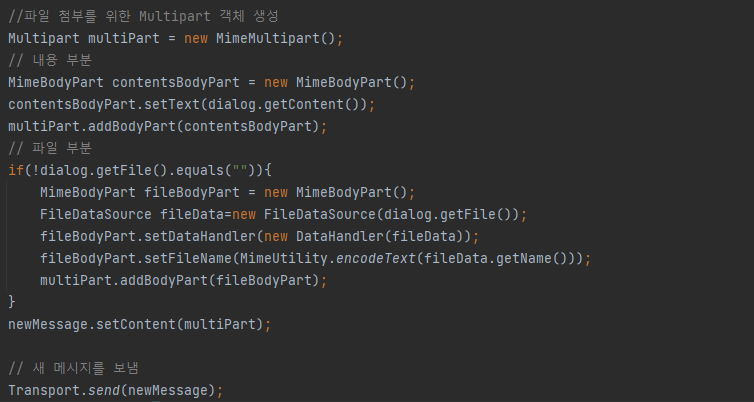 //파일 첨부를 위한 Multipart 객체 생성
Multipart multiPart = new MimeMultipart();
// 내용 부분
MimeBodyPart contentsBodyPart = new MimeBodyPart();
contentsBodyPart.setText(dialog.getContent());
multiPart.addBodyPart(contentsBodyPart);
// 파일 부분
if(!dialog.getFile().equals("")){
    MimeBodyPart fileBodyPart = new MimeBodyPart();
    FileDataSource fileData=new FileDataSource(dialog.getFile());
    fileBodyPart.setDataHandler(new DataHandler(fileData));
    fileBodyPart.setFileName(MimeUtility.encodeText(fileData.getName()));
    multiPart.addBodyPart(fileBodyPart);
}
newMessage.setContent(multiPart);

// 새 메시지를 보냄
Transport.send(newMessage);